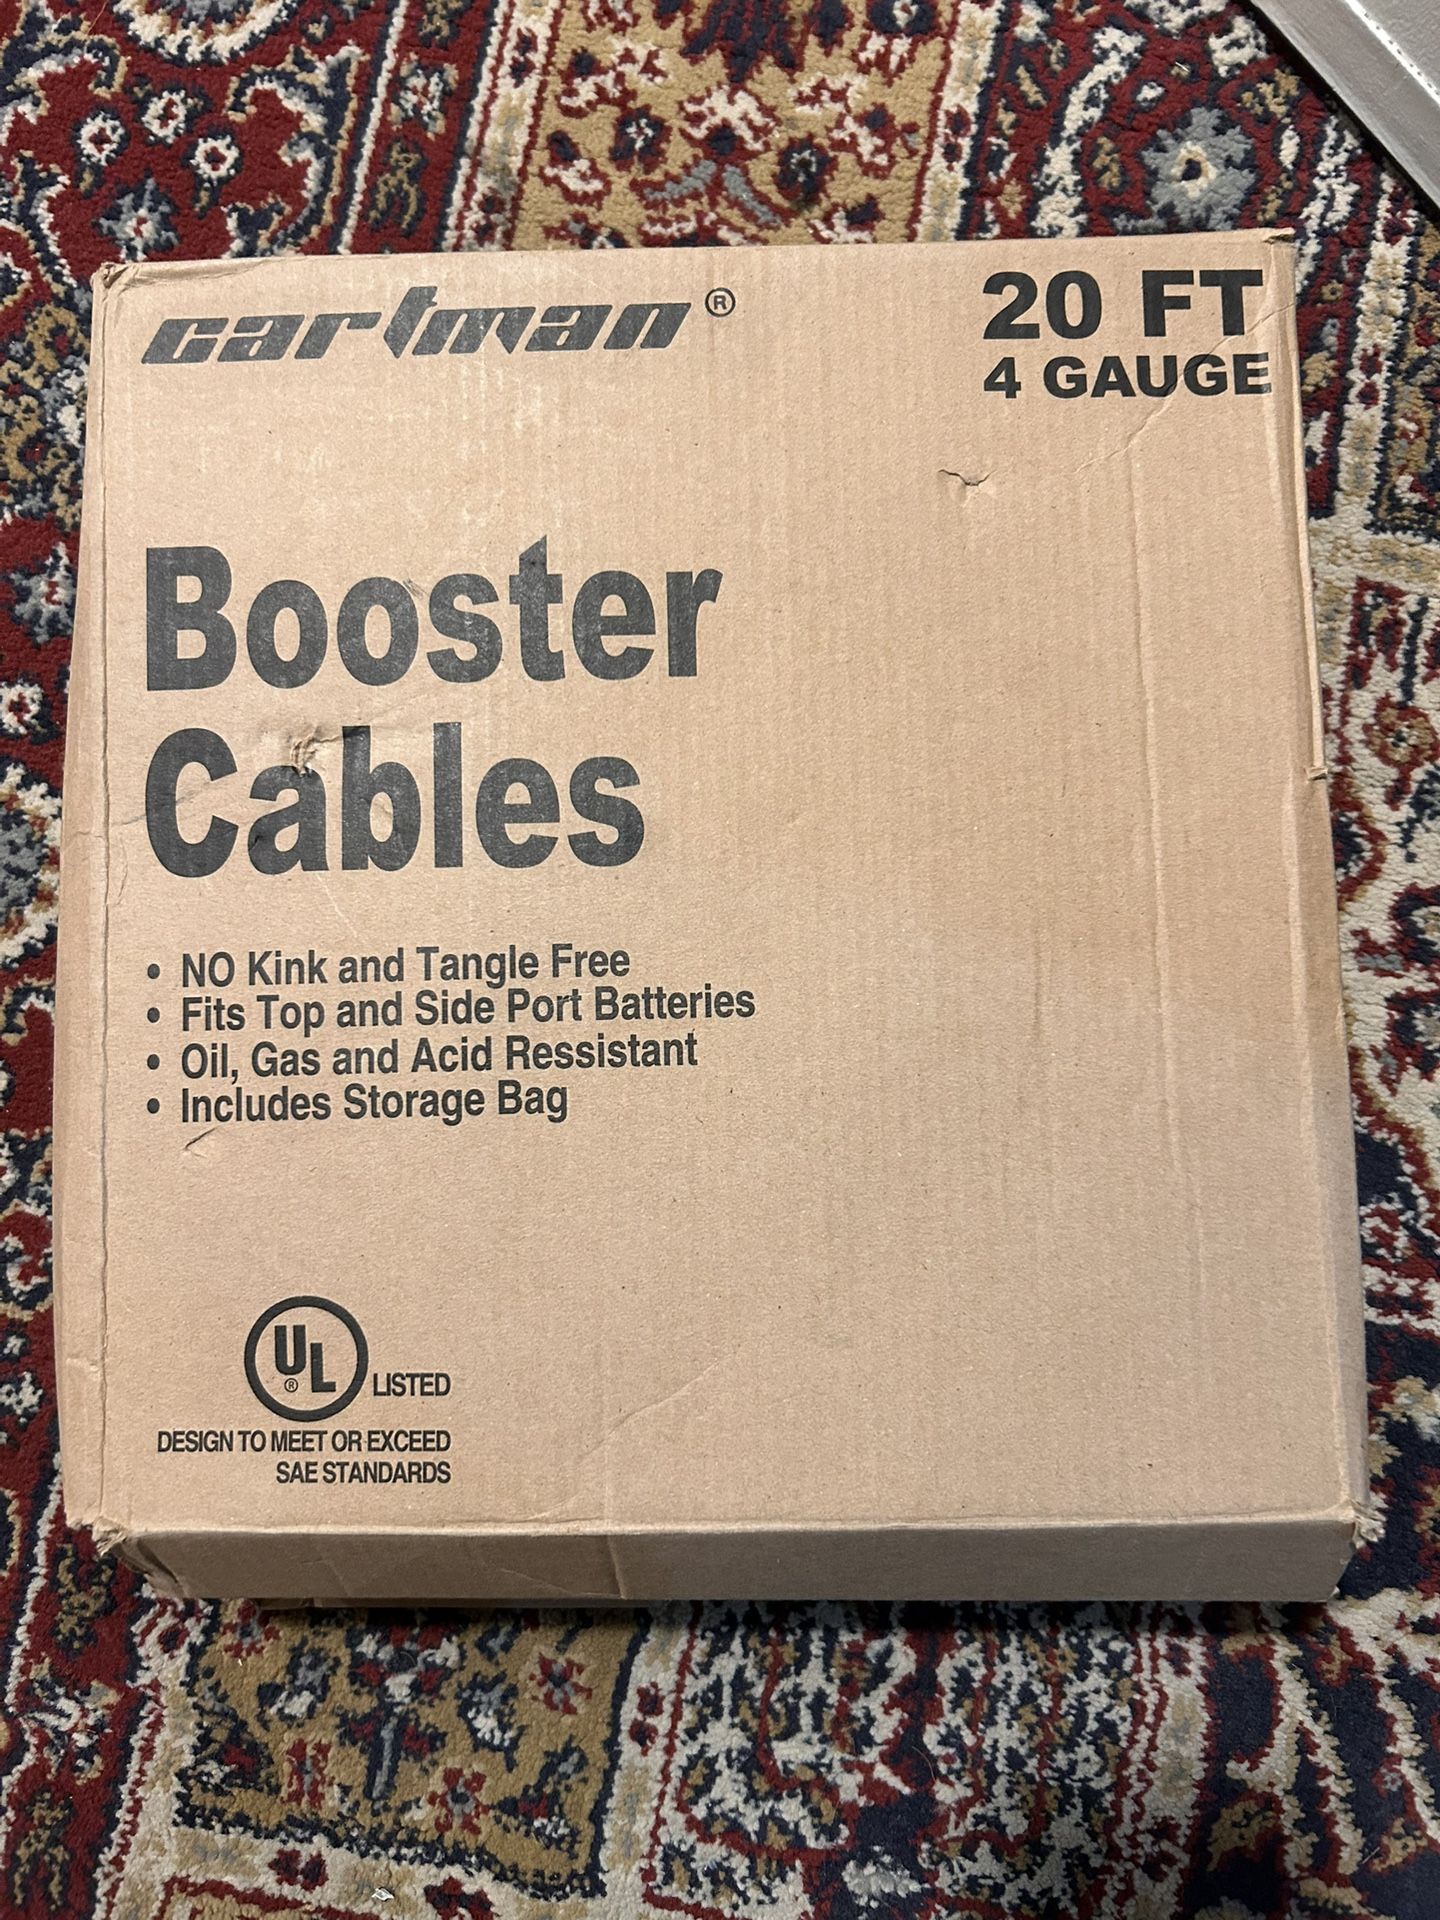 cartman®
20 FT
4 GAUGE
Booster
Cables
• NO Kink and Tangle Free
• Fits Top and Side Port Batteries
• Oil, Gas and Acid Ressistant
• Includes Storage Bag
UL® LISTED
DESIGN TO MEET OR EXCEED
SAE STANDARDS